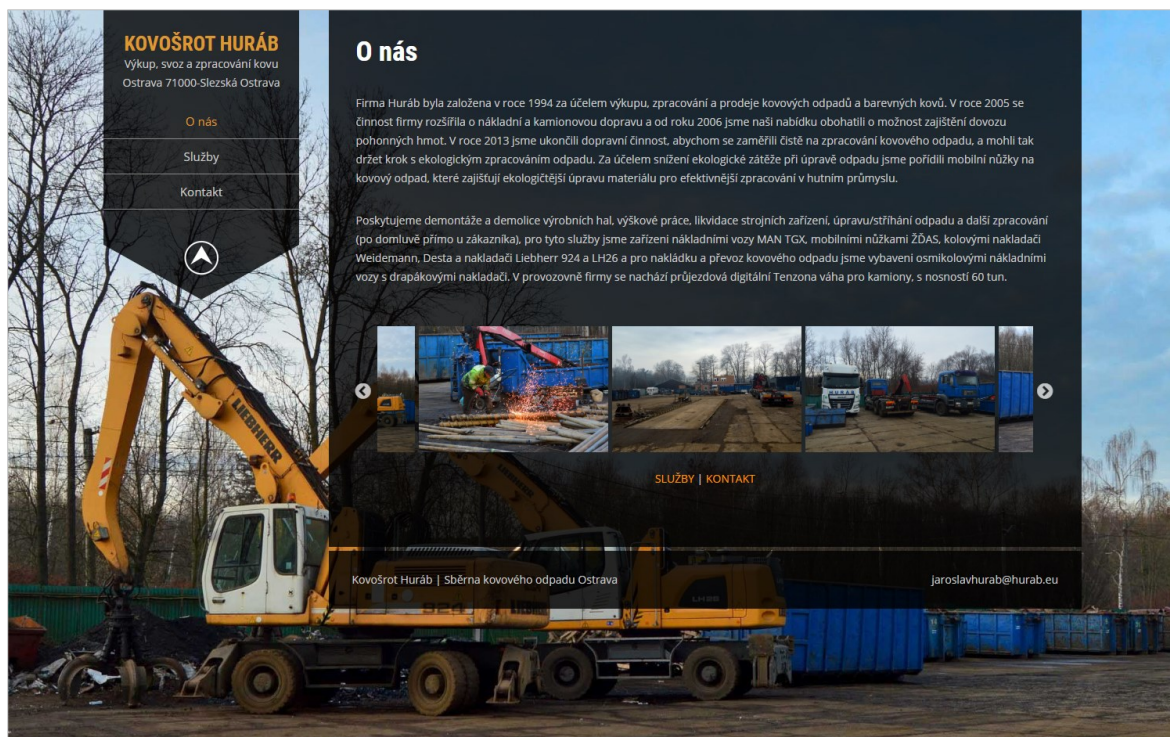 KOVOŠROT HURÁB
Výkup, svoz a zpracování kovu
Ostrava 71000-Slezská Ostrava
O nás
Služby
Kontakt
O nás
Firma Huráb byla založena v roce 1994 za účelem výkupu, zpracování a prodeje kovových odpadů a barevných kovů. V roce 2005 se
činnost firmy rozšířila o nákladní a kamionovou dopravu a od roku 2006 jsme naši nabídku obohatili o možnost zajištění dovozu
pohonných hmot. V roce 2013 jsme ukončili dopravní činnost, abychom se zaměřili čistě na zpracování kovového odpadu, a mohli tak
držet krok s ekologickým zpracováním odpadu. Za účelem snížení ekologické zátěže při úpravě odpadu jsme pořídili mobilní nůžky na
kovový odpad, které zajišťují ekologičtější úpravu materiálu pro efektivnější zpracování v hutním průmyslu.
Poskytujeme demontáže a demolice výrobních hal, výškové práce, likvidace strojních zařízení, úpravu/stříhání odpadu a další zpracování
(po domluvě přímo u zákazníka), pro tyto služby jsme zařízeni nákladními vozy MAN TGX, mobilními nůžkami ŽĎAS, kolovými nakladači
Weidemann, Desta a nakladači Liebherr 924 a LH26 a pro nakládku a převoz kovového odpadu jsme vybaveni osmikolovými nákladními
vozy s drapákovými nakladači. V provozovně firmy se nachází průjezdová digitální Tenzona váha pro kamiony, s nosností 60 tun.
LIEBHERR
SLUŽBY | KONTAKT
Kovošrot Huráb | Sběrna kovového odpadu Ostrava
jaroslavhurab@hurab.eu
924
LIEBHERR
LH26